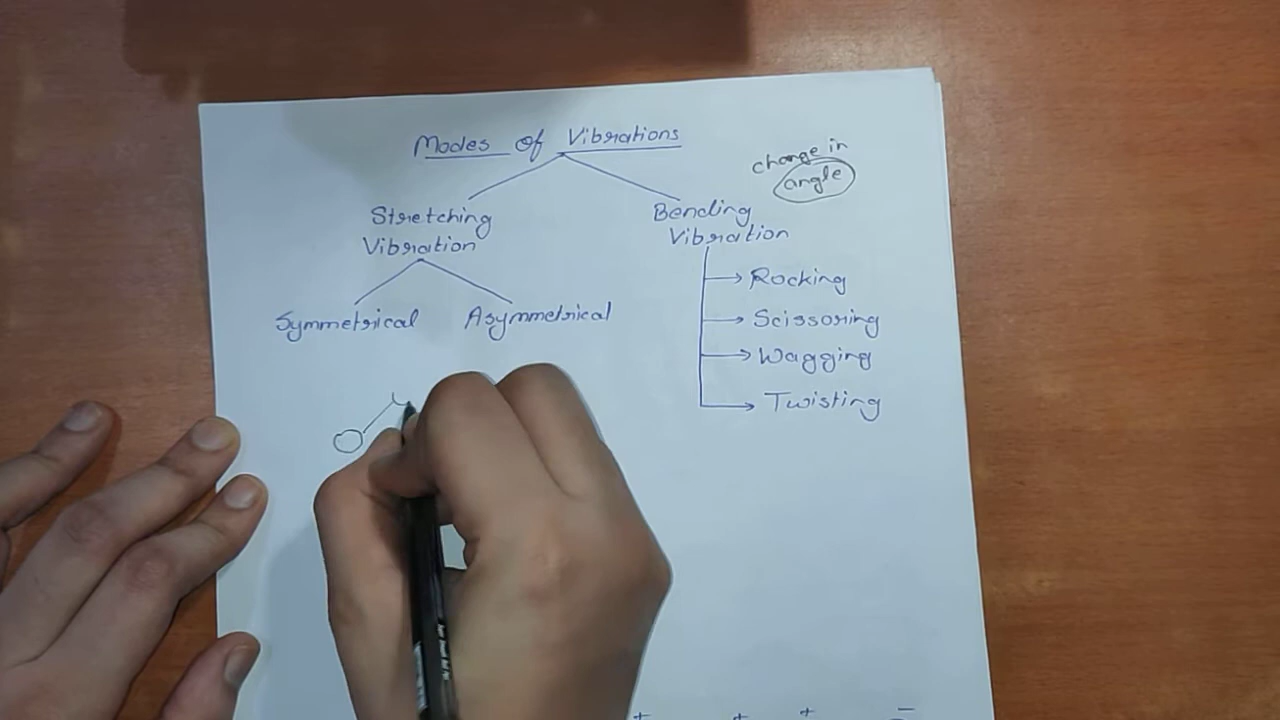 Modes of Vibrations
change in
angle
Stretching
Vibration
Bending
Vibration
Symmetrical
Asymmetrical
Rocking
Scissoring
Wagging
Twisting
+ + + −